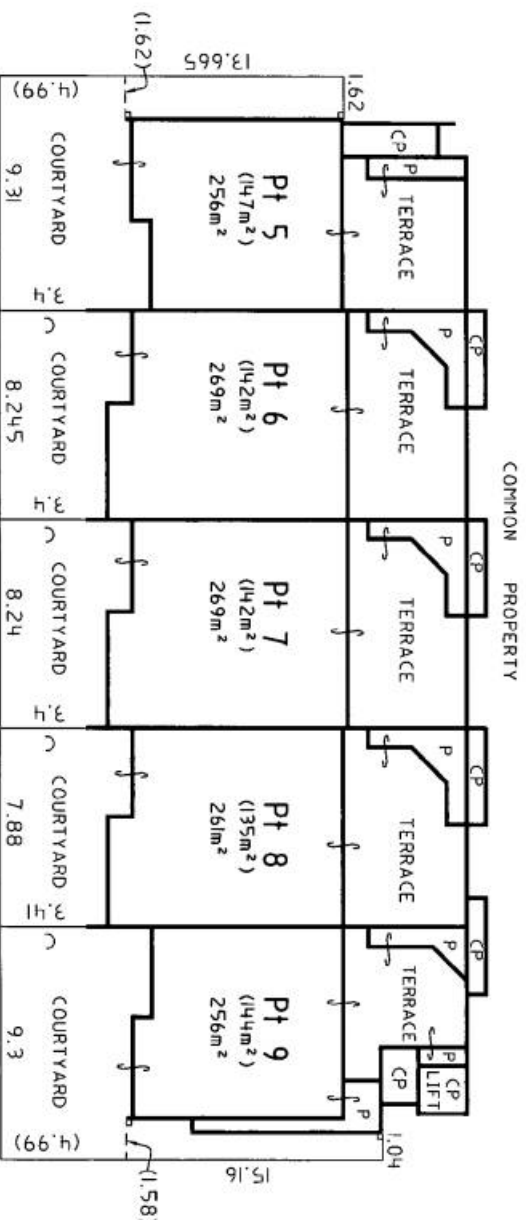 COMMON PROPERTY
CP
CP
CP
CP
CP
CP
LIFT
CP
P
P
P
P
P
P
P
TERRACE
TERRACE
TERRACE
TERRACE
TERRACE
1.62
13.665
(1.62)
(4.99)
Pt 5
(147m²)
256m²
Pt 6
(142m²)
269m²
Pt 7
(142m²)
269m²
Pt 8
(135m²)
261m²
Pt 9
(144m²)
256m²
1.04
15.16
(1.58
(4.99)
COURTYARD
9.31
3.4
COURTYARD
8.245
3.4
COURTYARD
8.24
3.4
COURTYARD
7.88
3.41
COURTYARD
9.3